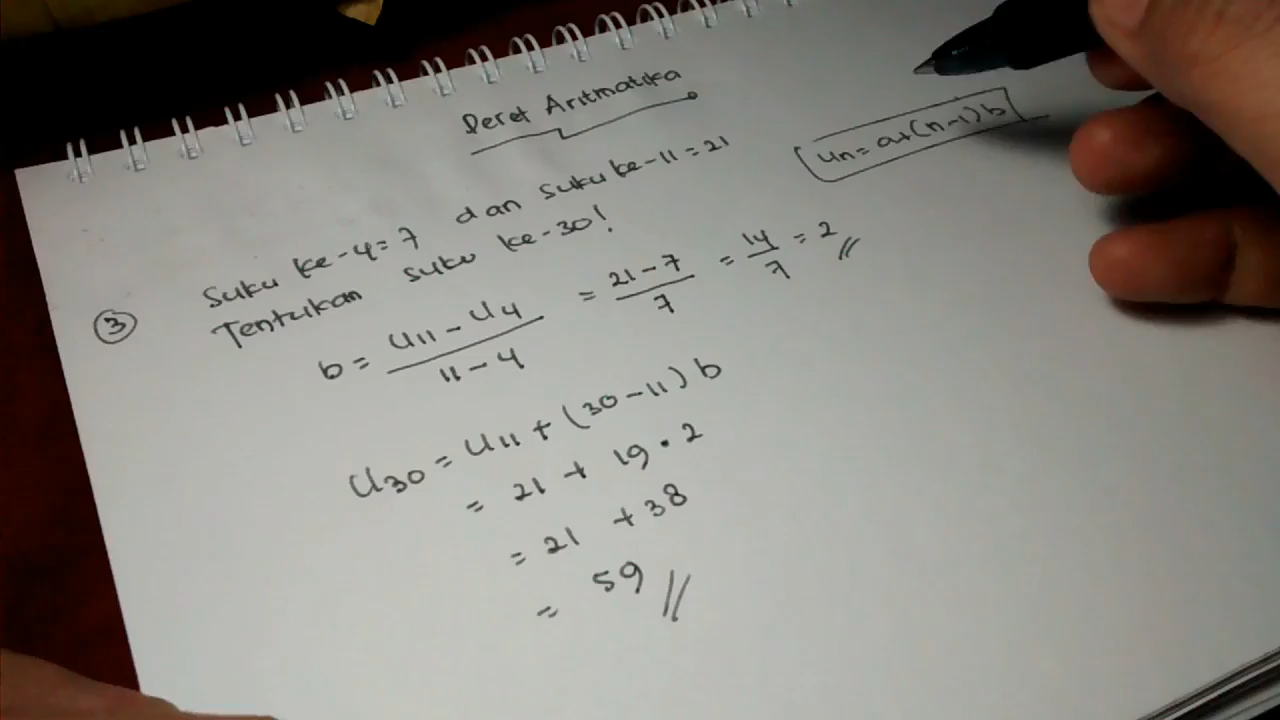 Deret Aritmatika
Un = a+(n-1)b
③ Suku ke-4=7 dan Suku ke-11=21
Tentukan suku ke-30!
b = U11 - U4 / 11-4 = 21-7 / 7 = 14/7 = 2 //
U30 = U11 + (30-11) b
= 21 + 19 • 2
= 21 + 38
= 59 //